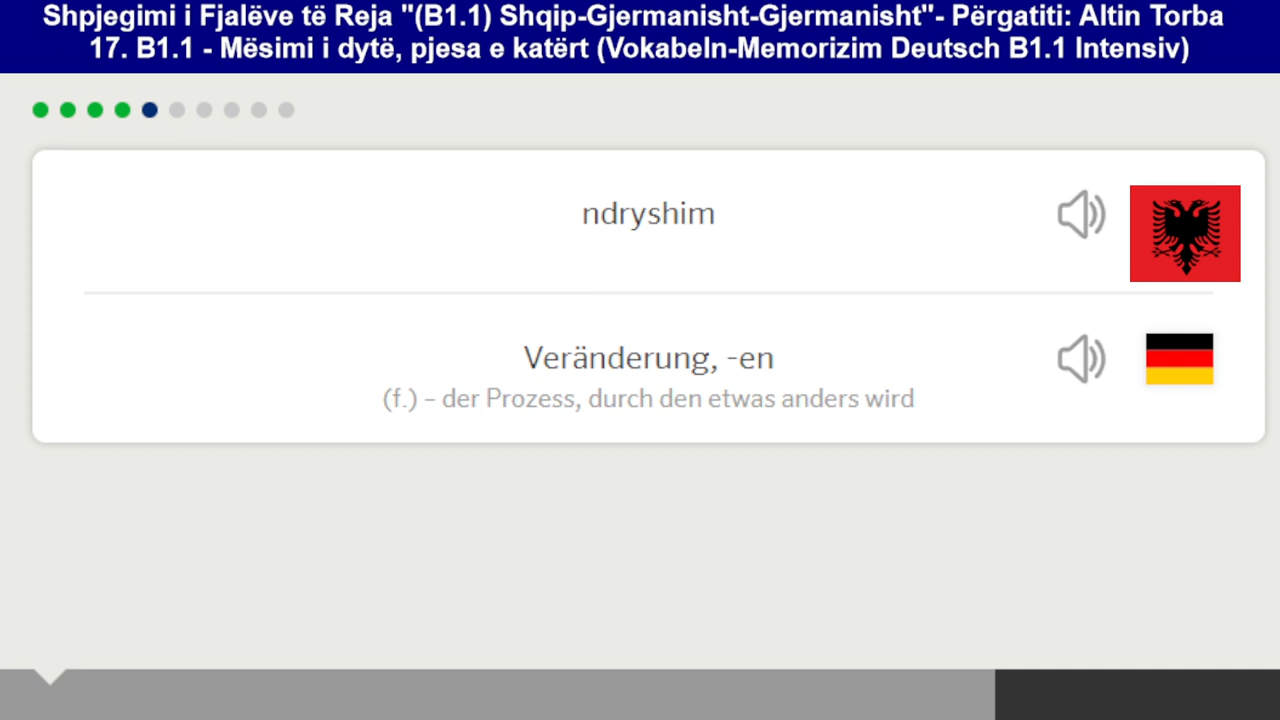 Shpjegimi i Fjalëve të Reja "(B1.1) Shqip-Gjermanisht-Gjermanisht"- Përgatiti: Altin Torba
17. B1.1 - Mësimi i dytë, pjesa e katërt (Vokabeln-Memorizim Deutsch B1.1 Intensiv)
ndryshim
Veränderung, -en
(f.) – der Prozess, durch den etwas anders wird